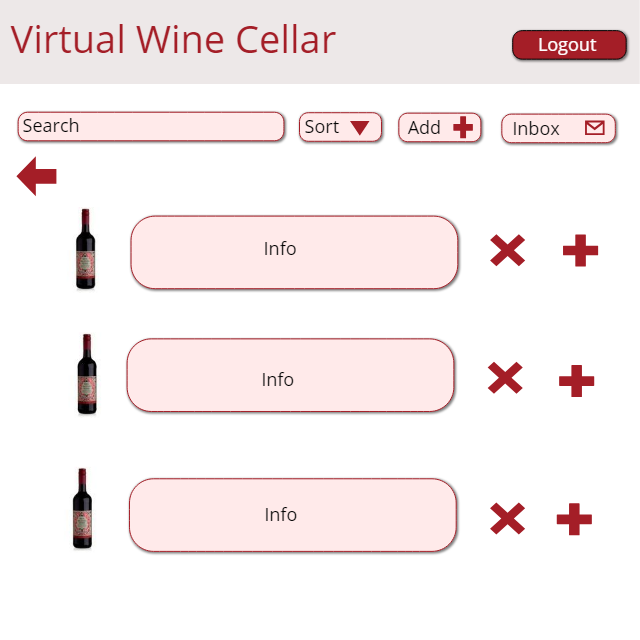 Virtual Wine Cellar
Logout
Search
Sort
Add
Inbox
Info
Info
Info